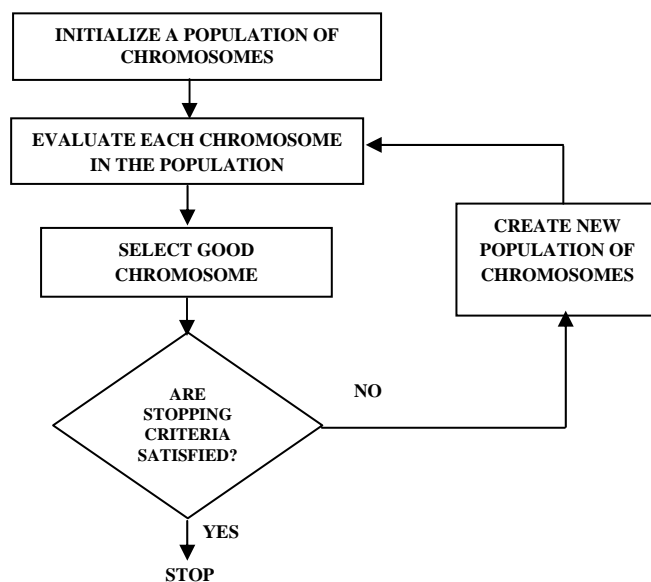 INITIALIZE A POPULATION OF
CHROMOSOMES
EVALUATE EACH CHROMOSOME
IN THE POPULATION
SELECT GOOD
CHROMOSOME
CREATE NEW
POPULATION OF
CHROMOSOMES
ARE
STOPPING
CRITERIA
SATISFIED?
NO
YES
STOP